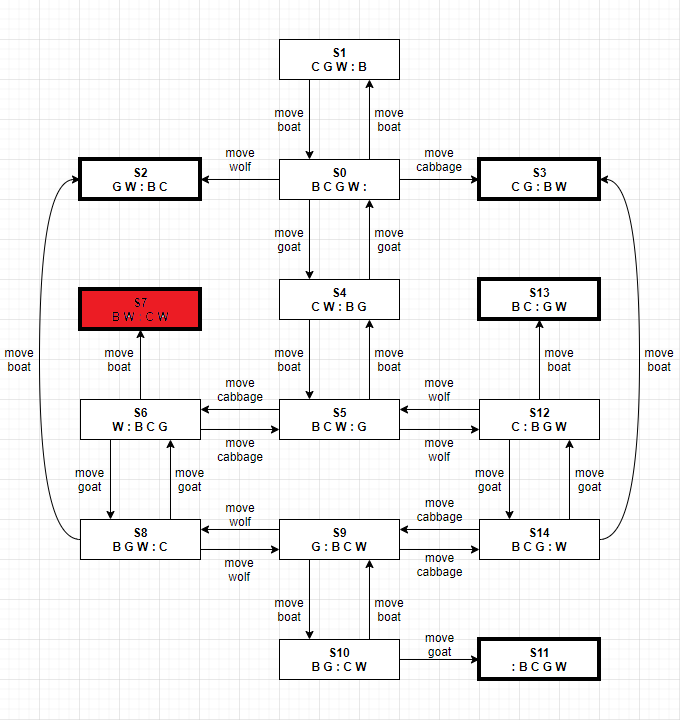 S1
C G W : B
move
boat
move
boat
S2
G W : B C
move
wolf
S0
B C G W :
move
cabbage
S3
C G : B W
move
goat
move
goat
S7
B W : C W
S4
C W : B G
S13
B C : G W
move
boat
move
boat
move
boat
move
boat
move
boat
move
boat
S6
W : B C G
move
cabbage
move
cabbage
S5
B C W : G
move
wolf
move
wolf
S12
C : B G W
move
goat
move
goat
move
goat
move
goat
S8
B G W : C
move
wolf
move
wolf
S9
G : B C W
move
cabbage
move
cabbage
S14
B C G : W
move
boat
move
boat
S10
B G : C W
move
goat
S11
: B C G W